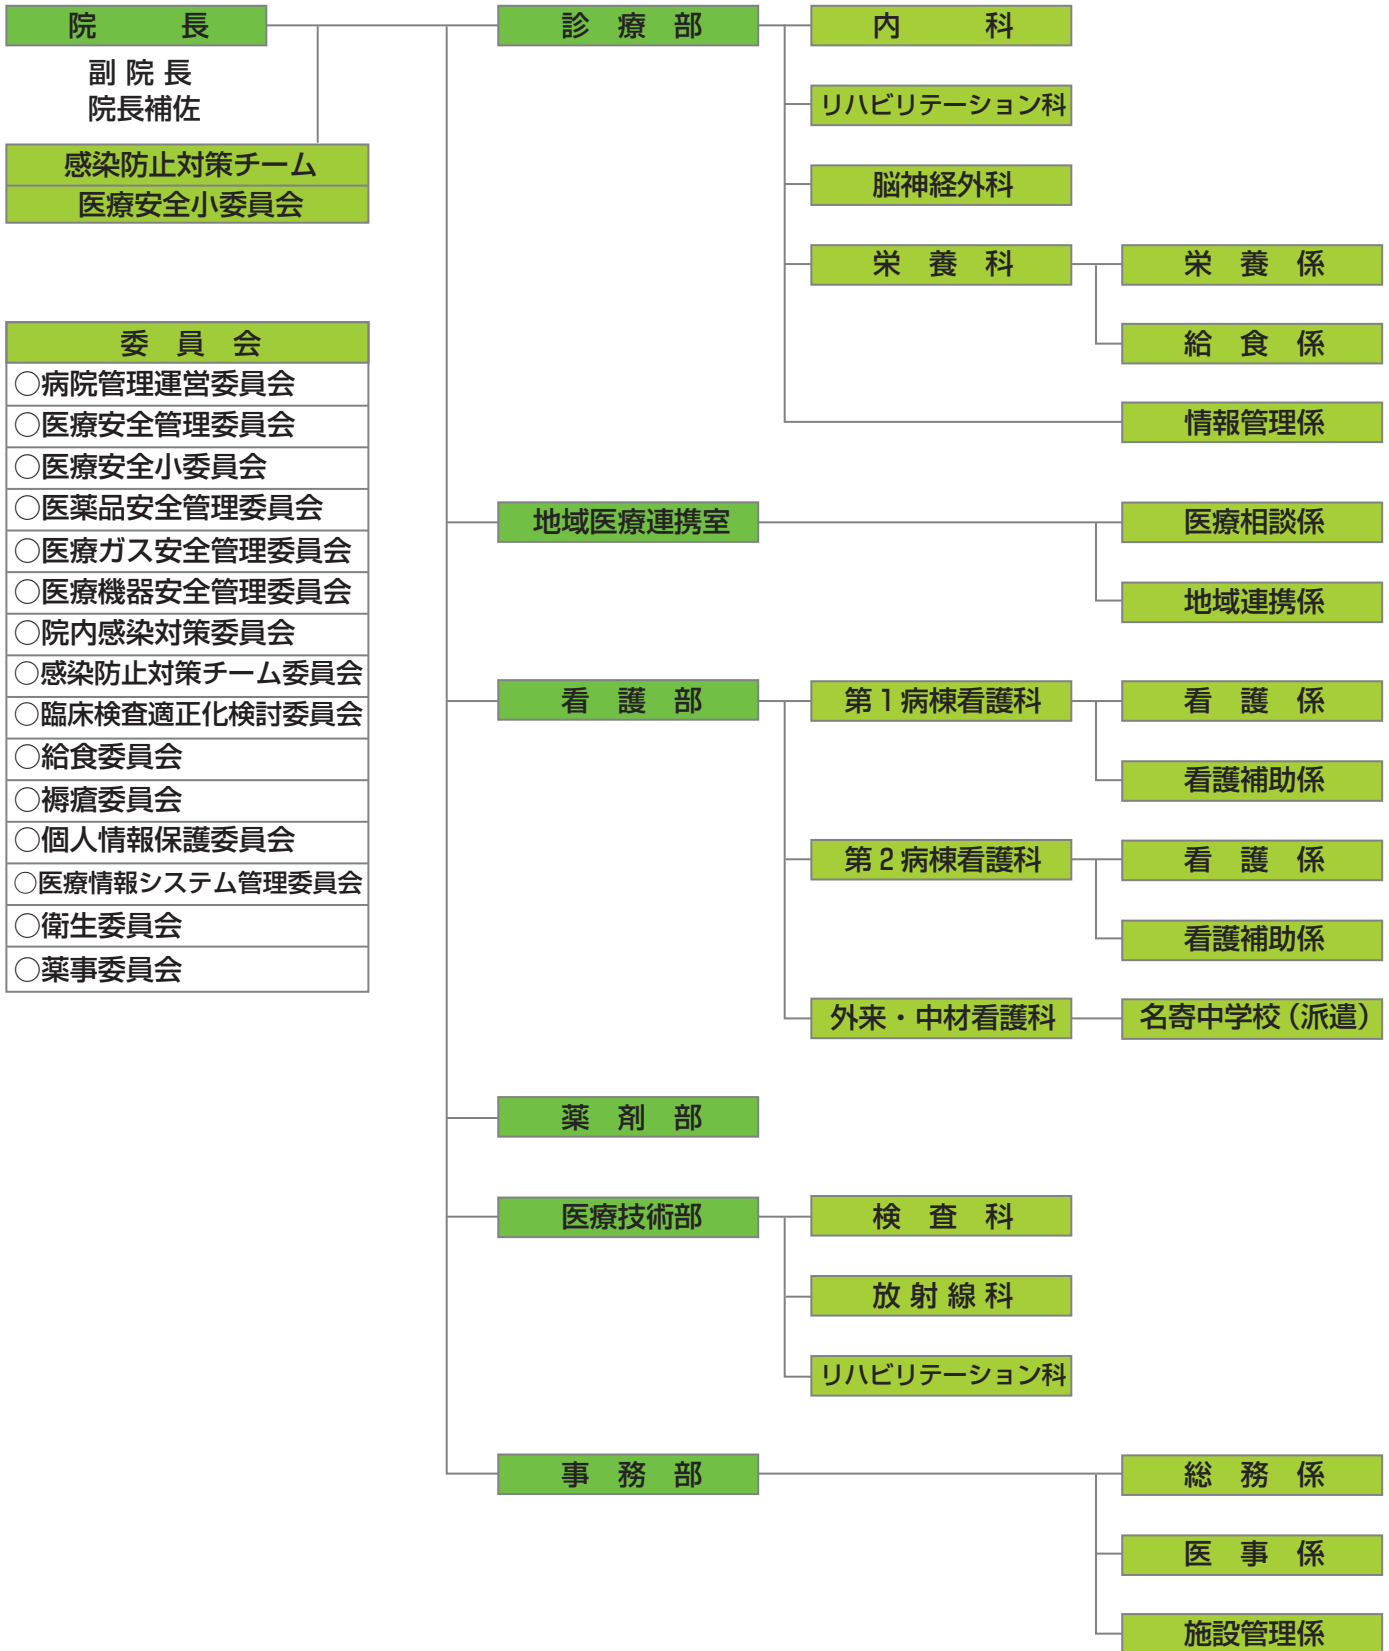 院　長
副院長
院長補佐
感染防止対策チーム
医療安全小委員会
委員会
○病院管理運営委員会
○医療安全管理委員会
○医療安全小委員会
○医薬品安全管理委員会
○医療ガス安全管理委員会
○医療機器安全管理委員会
○院内感染対策委員会
○感染防止対策チーム委員会
○臨床検査適正化検討委員会
○給食委員会
○褥瘡委員会
○個人情報保護委員会
○医療情報システム管理委員会
○衛生委員会
○薬事委員会
診療部
内　科
リハビリテーション科
脳神経外科
栄養科
栄養係
給食係
情報管理係
地域医療連携室
医療相談係
地域連携係
看護部
第1病棟看護科
看護係
看護補助係
第2病棟看護科
看護係
看護補助係
外来・中材看護科
名寄中学校（派遣）
薬剤部
医療技術部
検査科
放射線科
リハビリテーション科
事務部
総務係
医事係
施設管理係